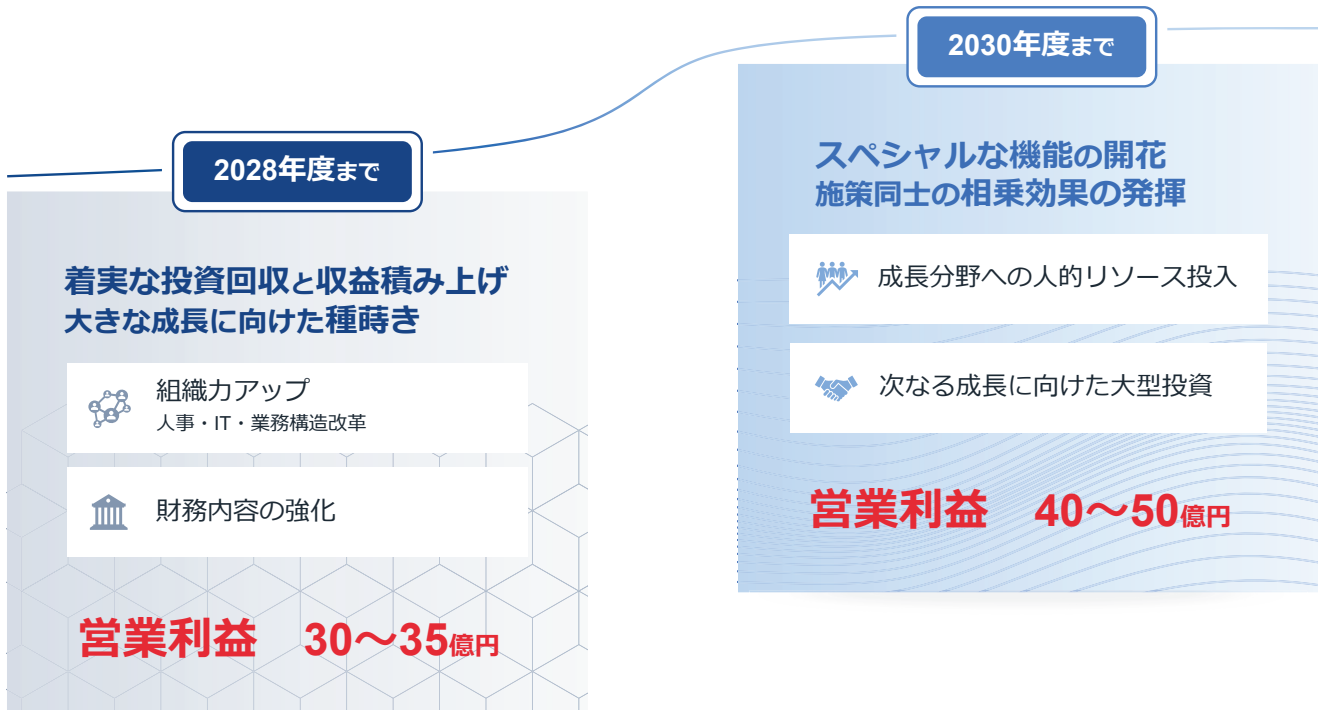 2028年度まで
着実な投資回収と収益積み上げ
大きな成長に向けた種蒔き
組織力アップ
人事・IT・業務構造改革
財務内容の強化
営業利益 30～35億円
2030年度まで
スペシャルな機能の開花
施策同士の相乗効果の発揮
成長分野への人的リソース投入
次なる成長に向けた大型投資
営業利益 40～50億円